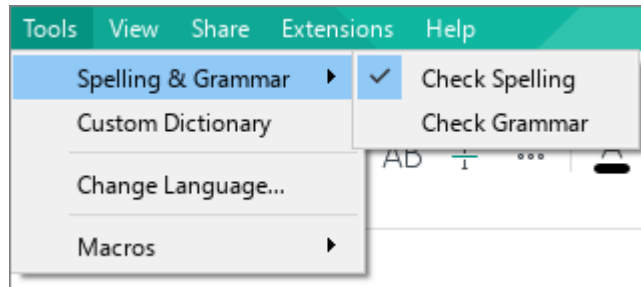 Tools View Share Extensions Help
Spelling & Grammar
Check Spelling
Custom Dictionary
Check Grammar
Change Language...
AB
A
Macros